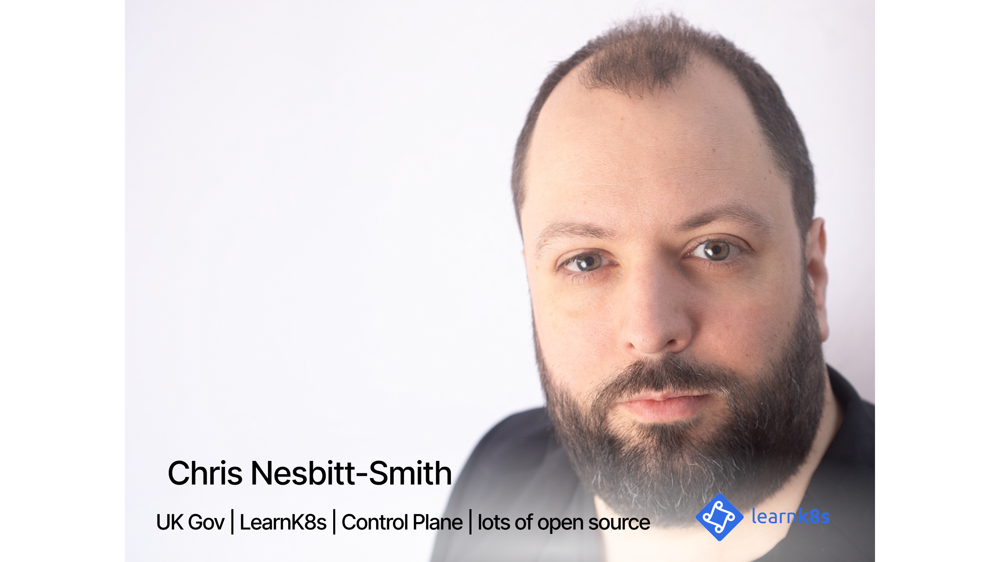 Chris Nesbitt-Smith
UK Gov | LearnK8s | Control Plane | lots of open source
learnk8s